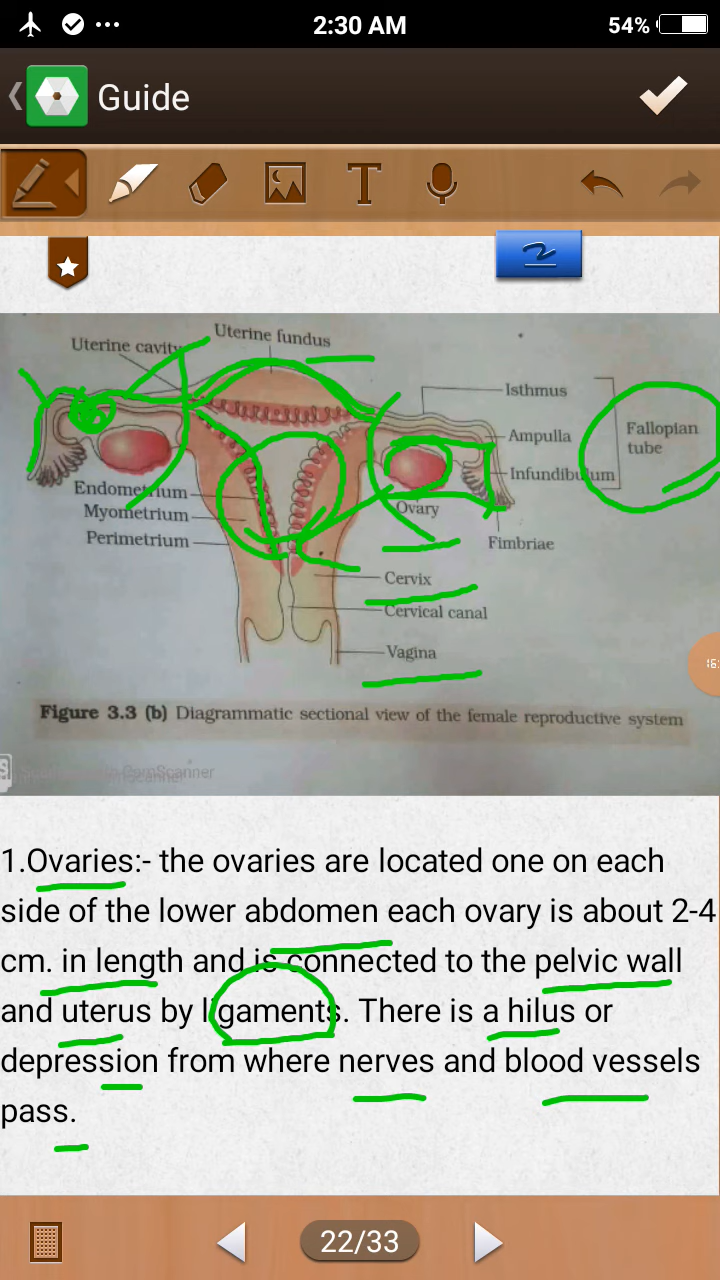 2:30 AM
54%
Guide
Uterine fundus
Uterine cavity
Isthmus
Ampulla
Fallopian
tube
Infundibulum
Endometrium
Ovary
Myometrium
Perimetrium
Fimbriae
Cervix
Cervical canal
Vagina
Figure 3.3 (b) Diagrammatic sectional view of the female reproductive system
1.Ovaries:- the ovaries are located one on each
side of the lower abdomen each ovary is about 2-4
cm. in length and is connected to the pelvic wall
and uterus by ligaments. There is a hilus or
depression from where nerves and blood vessels
pass.
22/33